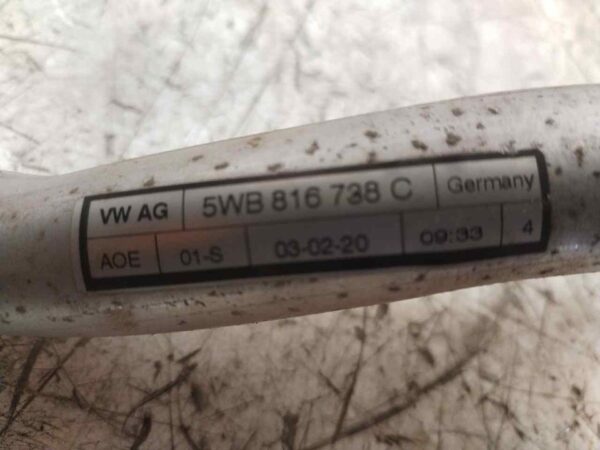 VW AG 5WB 816 738 C Germany
AOE 01-S 03-02-20 09:33 4